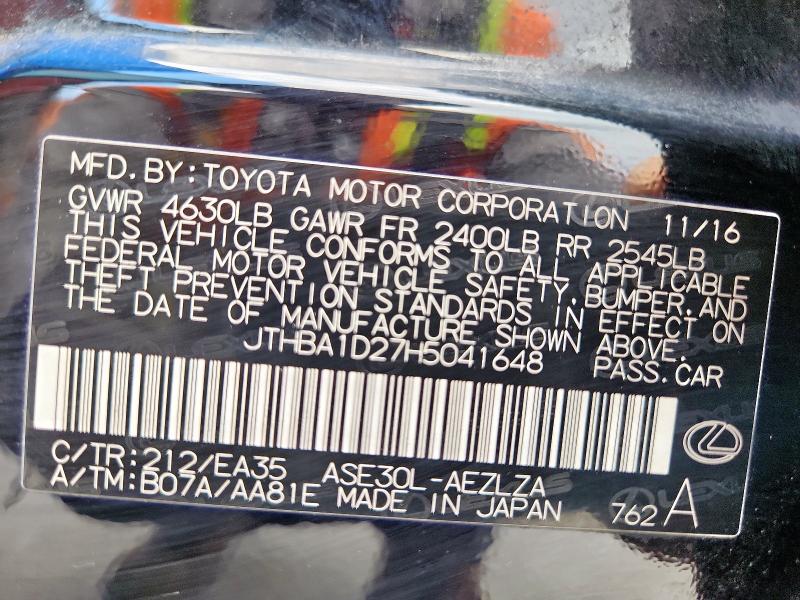 MFD. BY: TOYOTA MOTOR CORPORATION 11/16
GVWR 4630LB GAWR FR 2400LB RR 2545LB
THIS VEHICLE CONFORMS TO ALL APPLICABLE
FEDERAL MOTOR VEHICLE SAFETY, BUMPER, AND
THEFT PREVENTION STANDARDS IN EFFECT ON
THE DATE OF MANUFACTURE SHOWN ABOVE.
JTHBA1D27H5041648 PASS. CAR
C/TR: 212/EA35 ASE30L-AEZLZA
A/TM: B07A/AA81E MADE IN JAPAN 762 A